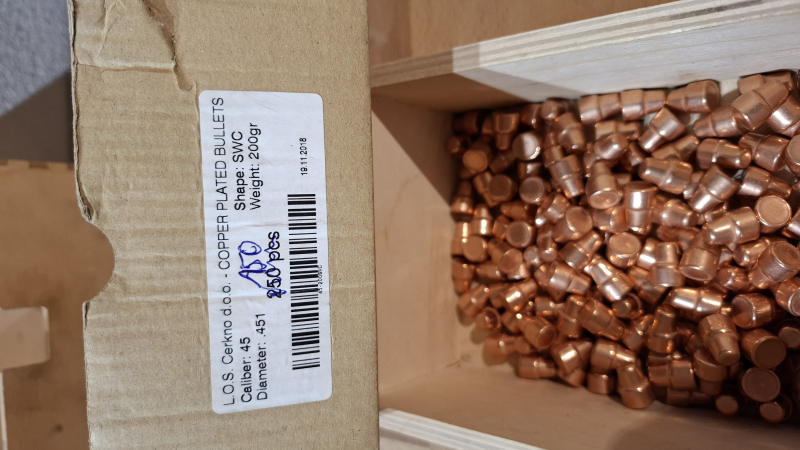 L.O.S. Cerkno d.o.o. - COPPER PLATED BULLETS
Caliber: 45 Shape: SWC
Diameter: .451 Weight: 200gr
150
250 pcs
19.11.2018